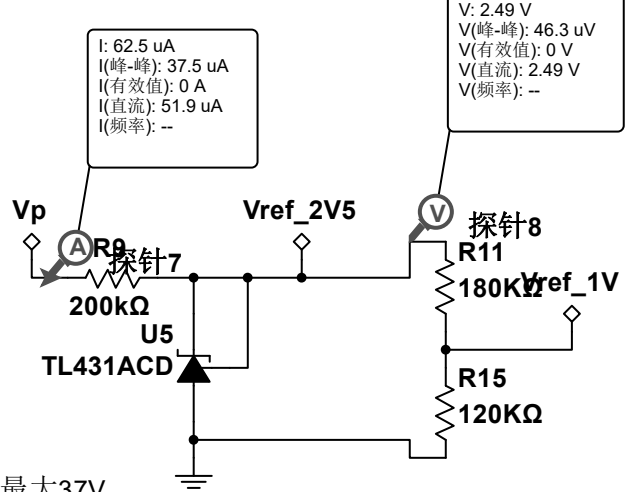 V: 2.49 V
V(峰-峰): 46.3 uV
V(有效值): 0 V
V(直流): 2.49 V
V(频率): --
I: 62.5 uA
I(峰-峰): 37.5 uA
I(有效值): 0 A
I(直流): 51.9 uA
I(频率): --
Vp
A
R9
探针7
200kΩ
Vref_2V5
V
探针8
R11
180KΩ
Vref_1V
U5
TL431ACD
R15
120KΩ
最大37V